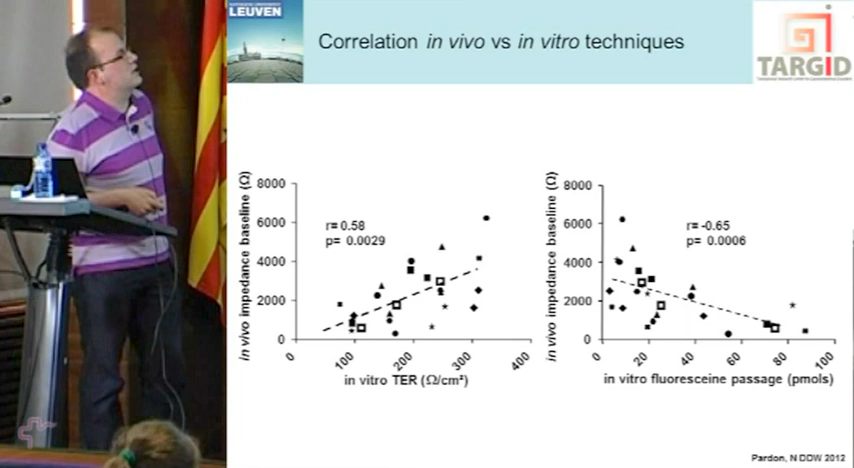 LEUVEN
Correlation in vivo vs in vitro techniques
TARGID
in vivo impedance baseline (Ω)
8000
6000
4000
2000
0
r= 0.58
p= 0.0029
0
100
200
300
400
in vitro TER (Ω/cm²)
in vivo impedance baseline (Ω)
8000
6000
4000
2000
0
r= -0.65
p= 0.0006
0
20
40
60
80
100
in vitro fluoresceine passage (pmols)
Pardon, N DDW 2012